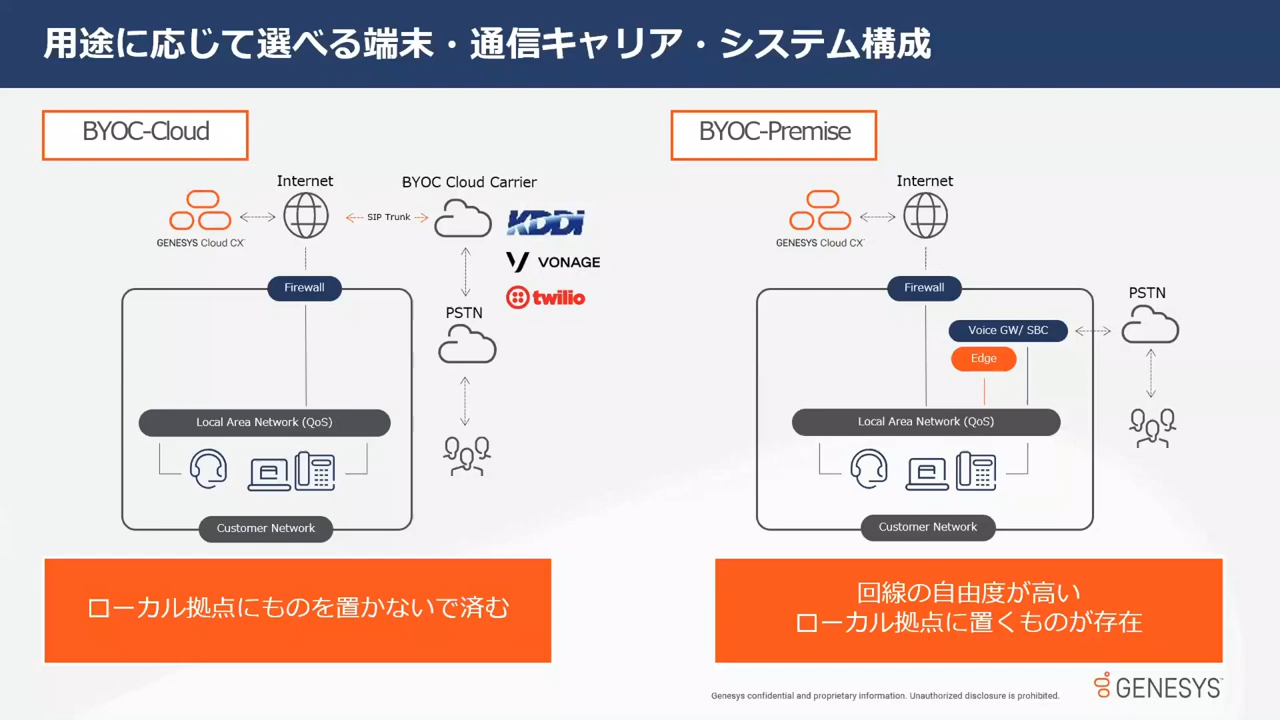 用途に応じて選べる端末・通信キャリア・システム構成
BYOC-Cloud
Internet
BYOC Cloud Carrier
SIP Trunk
GENESYS Cloud CX™
KDDI
VONAGE
twilio
Firewall
PSTN
Local Area Network (QoS)
Customer Network
ローカル拠点にものを置かないで済む
BYOC-Premise
Internet
GENESYS Cloud CX™
Firewall
PSTN
Voice GW/ SBC
Edge
Local Area Network (QoS)
Customer Network
回線の自由度が高い
ローカル拠点に置くものが存在
Genesys confidential and proprietary information. Unauthorized disclosure is prohibited.
GENESYS™